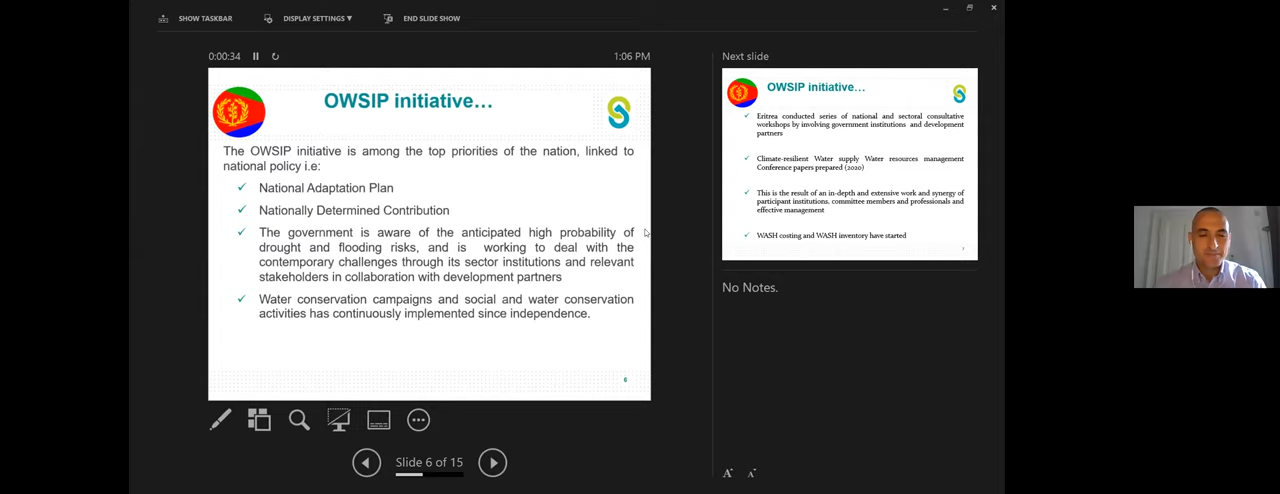 SHOW TASKBAR
DISPLAY SETTINGS ▼
END SLIDE SHOW
0:00:34
1:06 PM
OWSIP initiative…
The OWSIP initiative is among the top priorities of the nation, linked to
national policy i.e:
✓ National Adaptation Plan
✓ Nationally Determined Contribution
✓ The government is aware of the anticipated high probability of
drought and flooding risks, and is working to deal with the
contemporary challenges through its sector institutions and relevant
stakeholders in collaboration with development partners
✓ Water conservation campaigns and social and water conservation
activities has continuously implemented since independence.
6
Slide 6 of 15
Next slide
OWSIP initiative…
✓ Eritrea conducted series of national and sectoral consultative
workshops by involving government institutions and development
partners
✓ Climate-resilient Water supply Water resources management
Conference papers prepared (2020)
✓ This is the result of an in-depth and extensive work and synergy of
participant institutions. committee members and professionals and
effective management
✓ WASH costing and WASH inventory have started
7
No Notes.
A A